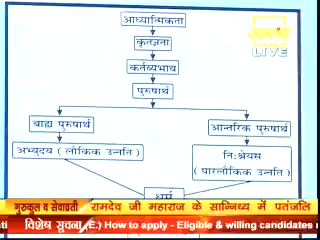 आध्यात्मिकता
LIVE
कृतज्ञता
कर्तव्यभाव
पुरुषार्थ
बाह्य पुरुषार्थ
आन्तरिक पुरुषार्थ
अभ्युदय (लौकिक उन्नति)
निःश्रेयस
(पारलौकिक उन्नति)
धर्म
गुरुकुल व सेवाव्रती रामदेव जी महाराज के सान्निध्य में पतंजलि
विशेष सूचना E.) How to apply - Eligible & willing candidates